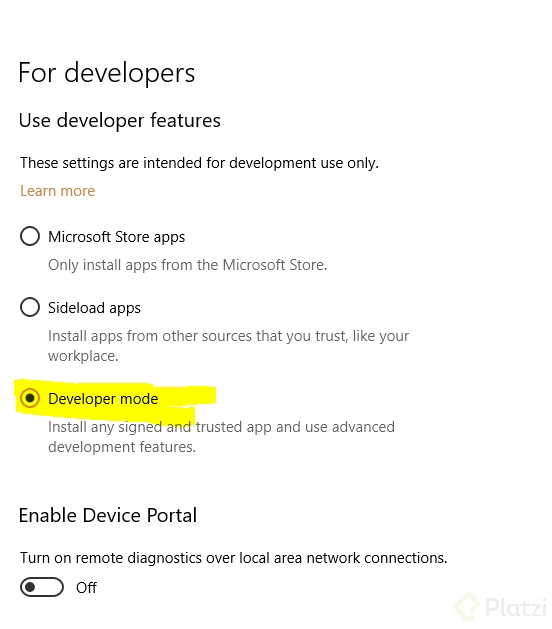 For developers
Use developer features
These settings are intended for development use only.
Learn more
Microsoft Store apps
Only install apps from the Microsoft Store.
Sideload apps
Install apps from other sources that you trust, like your
workplace.
Developer mode
Install any signed and trusted app and use advanced
development features.
Enable Device Portal
Turn on remote diagnostics over local area network connections.
Off
Platzi